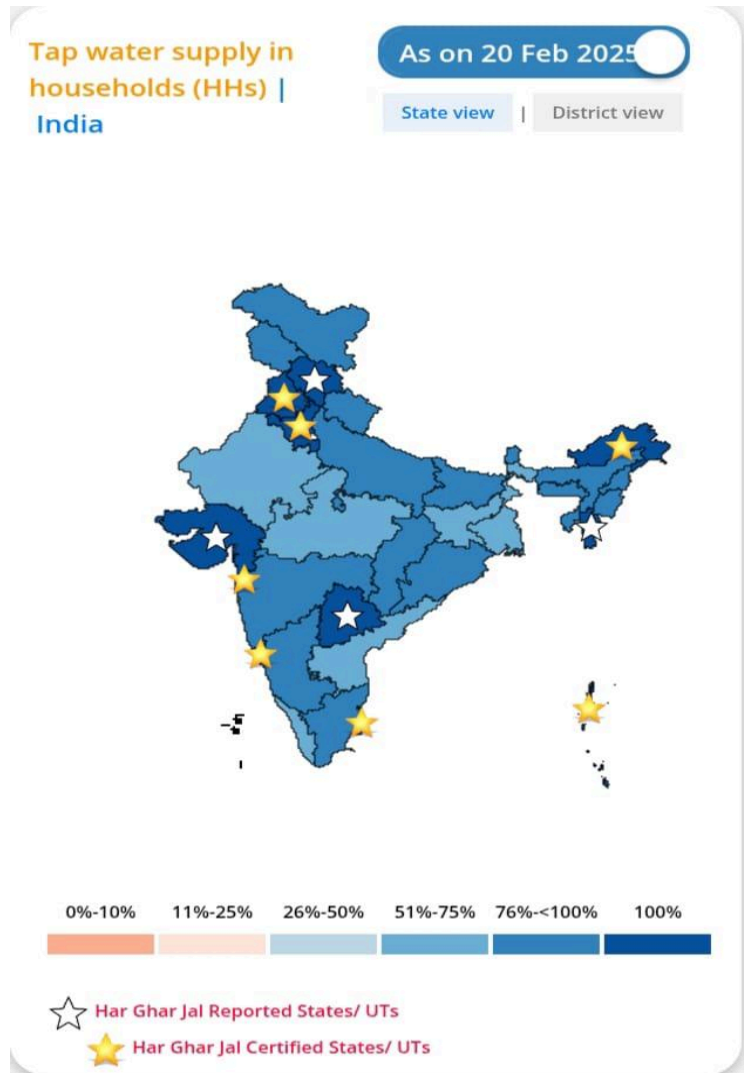 Tap water supply in
households (HHs) |
India
As on 20 Feb 2025
State view | District view
0%-10% 11%-25% 26%-50% 51%-75% 76%-<100% 100%
Har Ghar Jal Reported States/ UTs
Har Ghar Jal Certified States/ UTs